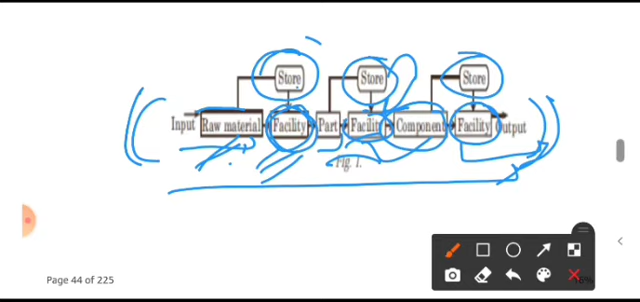 Store Store Store
Input Raw material Facility Part Facility Component Facility Output
Fig. 1.
Page 44 of 225